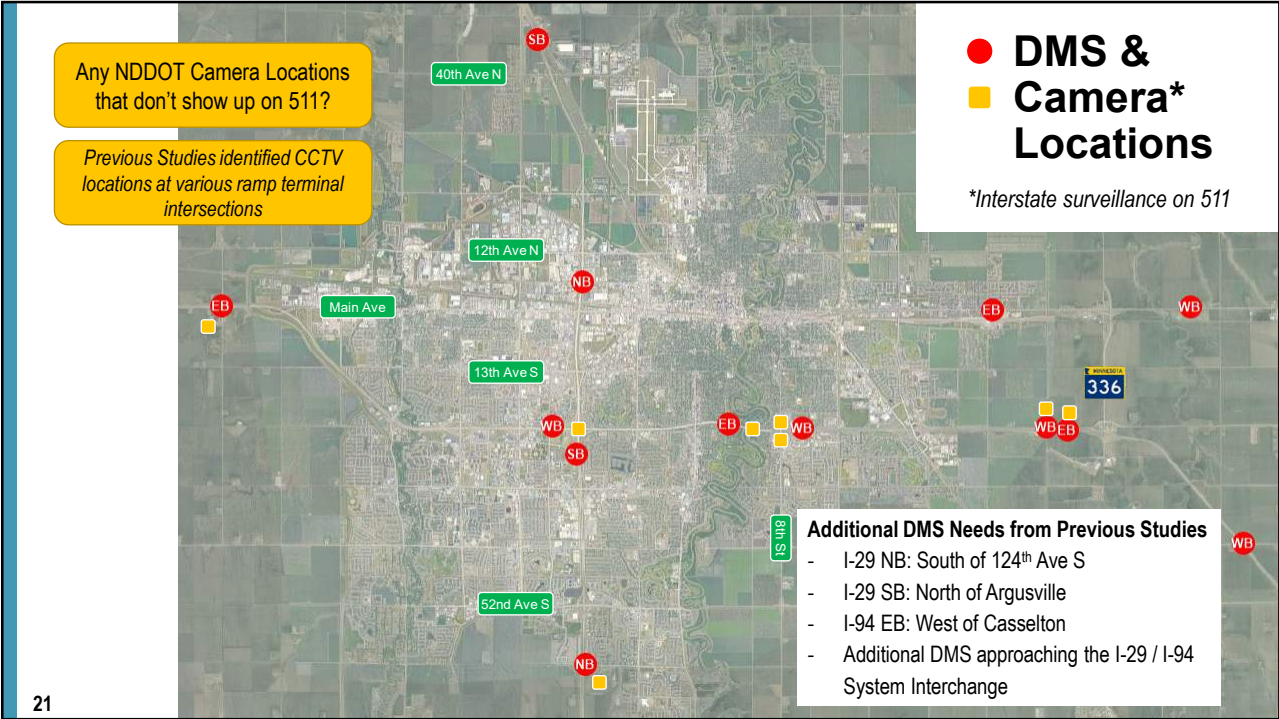 Any NDDOT Camera Locations
that don't show up on 511?
Previous Studies identified CCTV
locations at various ramp terminal
intersections
DMS &
Camera*
Locations
*Interstate surveillance on 511
SB
40th Ave N
12th Ave N
NB
EB
Main Ave
EB
WB
13th Ave S
MINNESOTA
336
WB
SB
EB
WB
WB
EB
8th St
WB
52nd Ave S
NB
Additional DMS Needs from Previous Studies
- I-29 NB: South of 124th Ave S
- I-29 SB: North of Argusville
- I-94 EB: West of Casselton
- Additional DMS approaching the I-29 / I-94
System Interchange
21